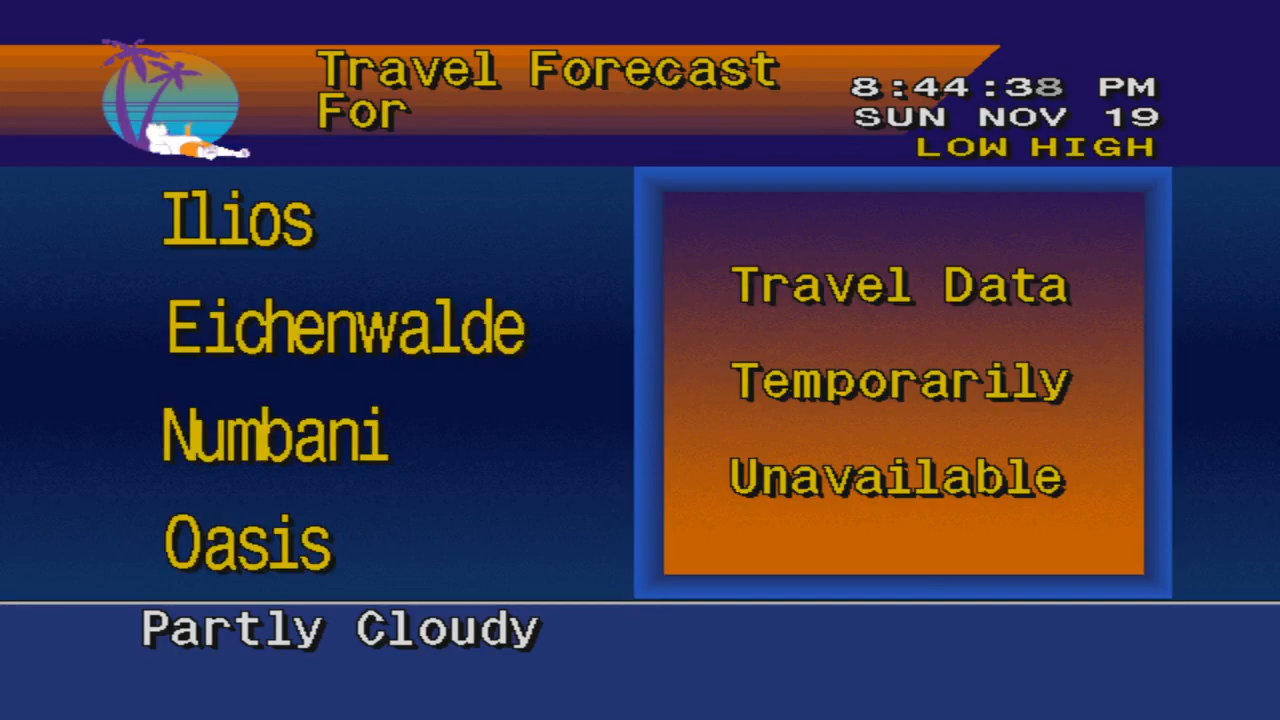 Travel Forecast
For
8:44:38 PM
SUN NOV 19
LOW HIGH
Ilios
Eichenwalde
Numbani
Oasis
Travel Data
Temporarily
Unavailable
Partly Cloudy